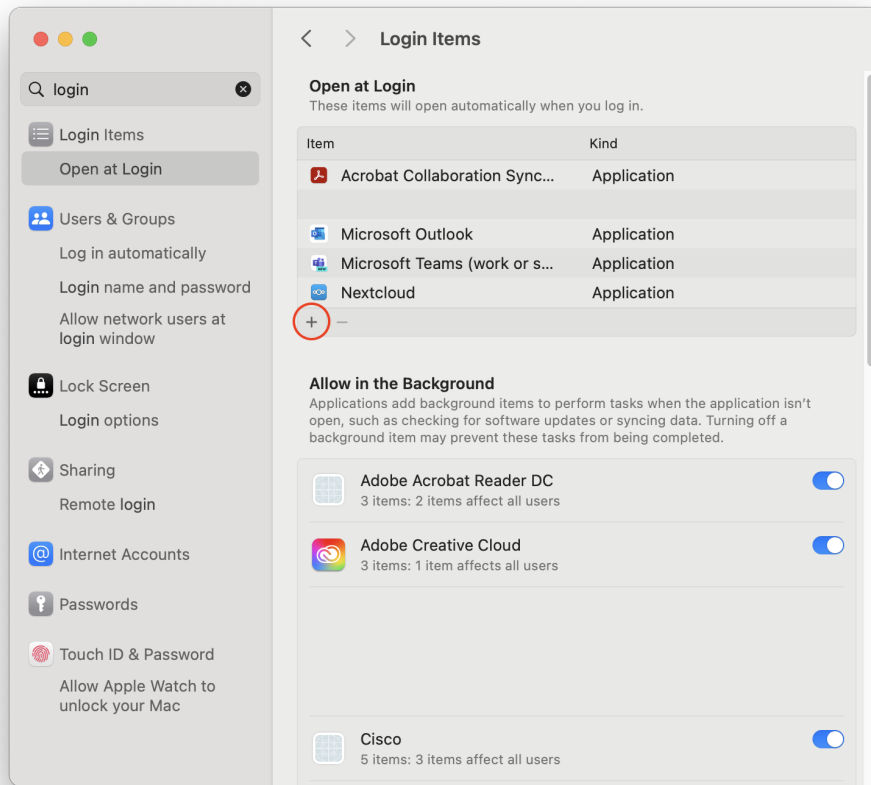 login
Login Items
Open at Login
Users & Groups
Log in automatically
Login name and password
Allow network users at
login window
Lock Screen
Login options
Sharing
Remote login
Internet Accounts
Passwords
Touch ID & Password
Allow Apple Watch to
unlock your Mac
Login Items
Open at Login
These items will open automatically when you log in.
Item Kind
Acrobat Collaboration Sync... Application
Microsoft Outlook Application
Microsoft Teams (work or s... Application
Nextcloud Application
+ −
Allow in the Background
Applications add background items to perform tasks when the application isn't
open, such as checking for software updates or syncing data. Turning off a
background item may prevent these tasks from being completed.
Adobe Acrobat Reader DC
3 items: 2 items affect all users
Adobe Creative Cloud
3 items: 1 item affects all users
Cisco
5 items: 3 items affect all users